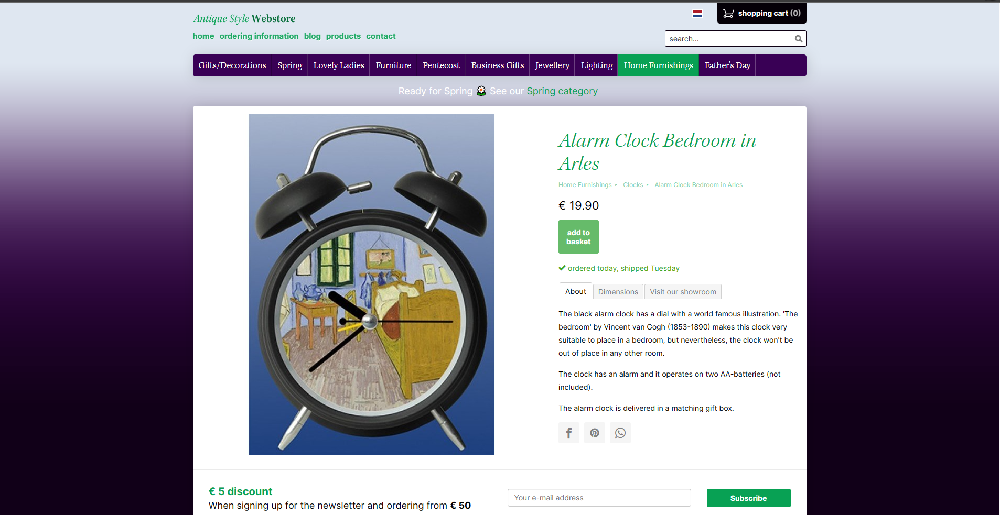 Antique Style Webstore
shopping cart (0)
home ordering information blog products contact
search...
Gifts/Decorations Spring Lovely Ladies Furniture Pentecost Business Gifts Jewellery Lighting Home Furnishings Father's Day
Ready for Spring See our Spring category
Alarm Clock Bedroom in
Arles
Home Furnishings ▸ Clocks ▸ Alarm Clock Bedroom in Arles
€ 19.90
add to
basket
✔ ordered today, shipped Tuesday
About Dimensions Visit our showroom
The black alarm clock has a dial with a world famous illustration. 'The
bedroom' by Vincent van Gogh (1853-1890) makes this clock very
suitable to place in a bedroom, but nevertheless, the clock won't be
out of place in any other room.
The clock has an alarm and it operates on two AA-batteries (not
included).
The alarm clock is delivered in a matching gift box.
€ 5 discount
When signing up for the newsletter and ordering from € 50
Your e-mail address
Subscribe